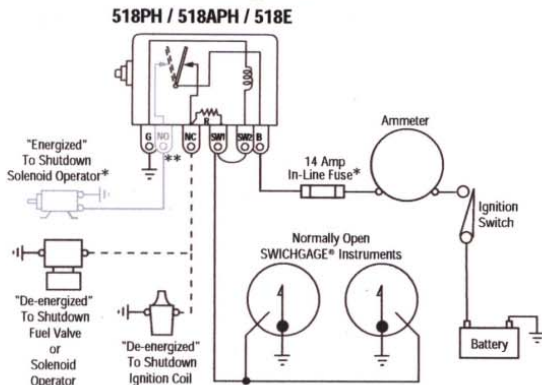 518PH / 518APH / 518E
R
G
NO
NC
SW1
SW2
B
**
"Energized"
To Shutdown
Solenoid Operator*
14 Amp
In-Line Fuse*
Ammeter
Ignition
Switch
Normally Open
SWICHGAGE® Instruments
"De-energized"
To Shutdown
Fuel Valve
or
Solenoid
Operator
"De-energized"
To Shutdown
Ignition Coil
Battery